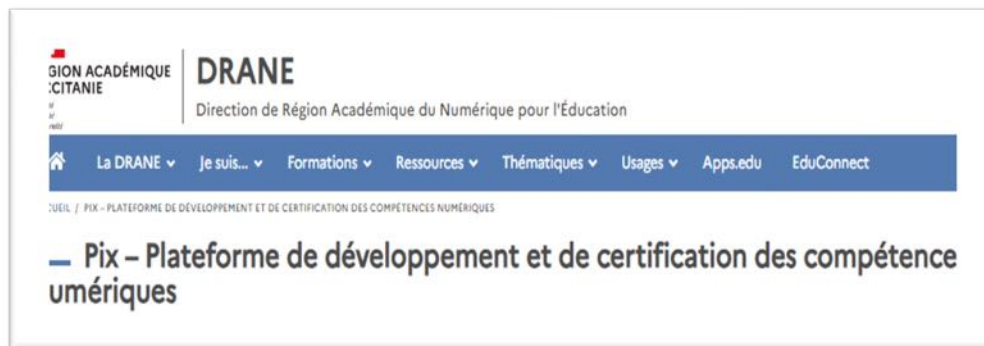 GION ACADÉMIQUE
CCITANIE
DRANE
Direction de Région Académique du Numérique pour l'Éducation
La DRANE Je suis... Formations Ressources Thématiques Usages Apps.edu EduConnect
CUEIL / PIX – PLATEFORME DE DÉVELOPPEMENT ET DE CERTIFICATION DES COMPÉTENCES NUMÉRIQUES
Pix – Plateforme de développement et de certification des compétence
umériques